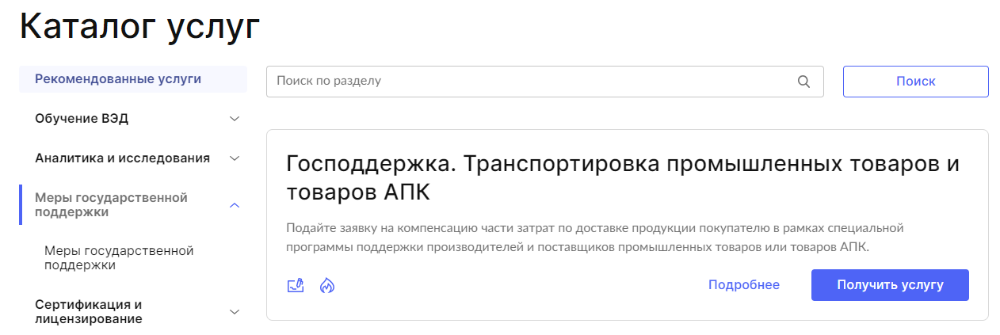 Каталог услуг
Рекомендованные услуги
Обучение ВЭД
Аналитика и исследования
Меры государственной
поддержки
Меры государственной
поддержки
Сертификация и
лицензирование
Поиск по разделу
Поиск
Господдержка. Транспортировка промышленных товаров и
товаров АПК
Подайте заявку на компенсацию части затрат по доставке продукции покупателю в рамках специальной
программы поддержки производителей и поставщиков промышленных товаров или товаров АПК.
Подробнее
Получить услугу